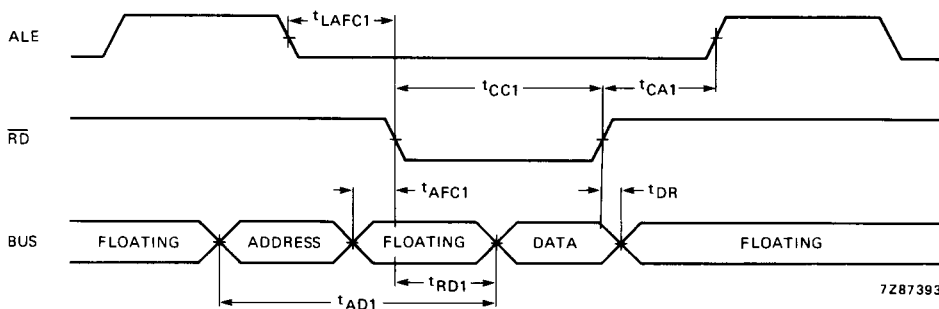 ALE
tLAFC1
tCC1
tCA1
RD
tAFC1
tDR
BUS
FLOATING
ADDRESS
FLOATING
DATA
FLOATING
tRD1
tAD1
7Z87393